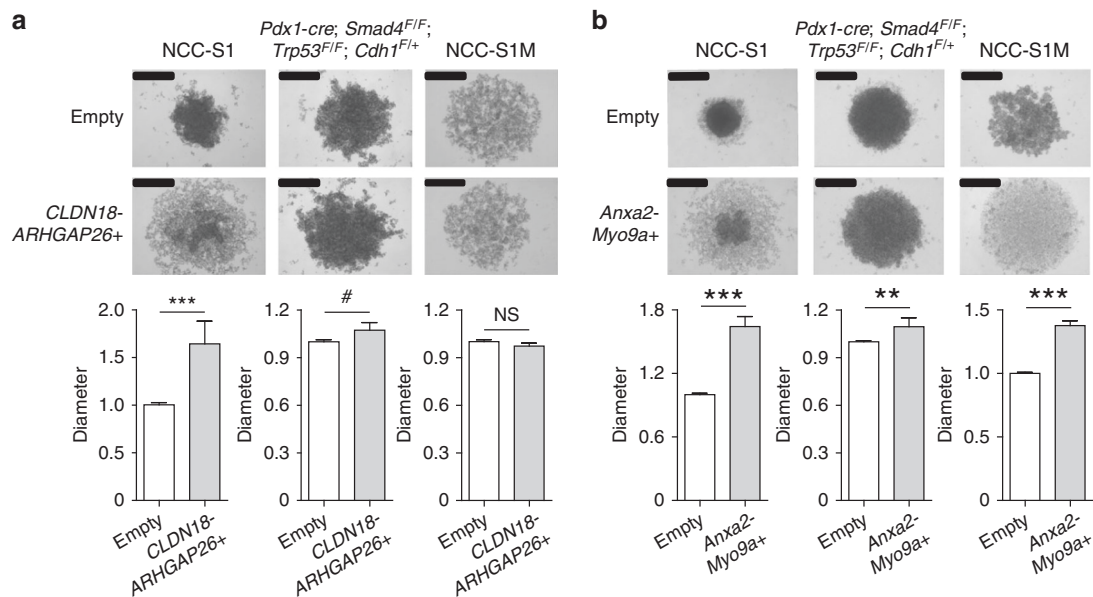 a
NCC-S1
Pdx1-cre; Smad4F/F;
Trp53F/F; Cdh1F/+
NCC-S1M
Empty
CLDN18-
ARHGAP26+
Diameter
2.0
1.5
1.0
0.5
0
***
Empty
CLDN18-
ARHGAP26+
Diameter
1.2
0.9
0.6
0.3
0
#
Empty
CLDN18-
ARHGAP26+
Diameter
1.2
0.9
0.6
0.3
0
NS
Empty
CLDN18-
ARHGAP26+
b
NCC-S1
Pdx1-cre; Smad4F/F;
Trp53F/F; Cdh1F/+
NCC-S1M
Empty
Anxa2-
Myo9a+
Diameter
1.8
1.2
0.6
0
***
Empty
Anxa2-
Myo9a+
Diameter
1.2
0.9
0.6
0.3
0
**
Empty
Anxa2-
Myo9a+
Diameter
1.5
1.0
0.5
0
***
Empty
Anxa2-
Myo9a+